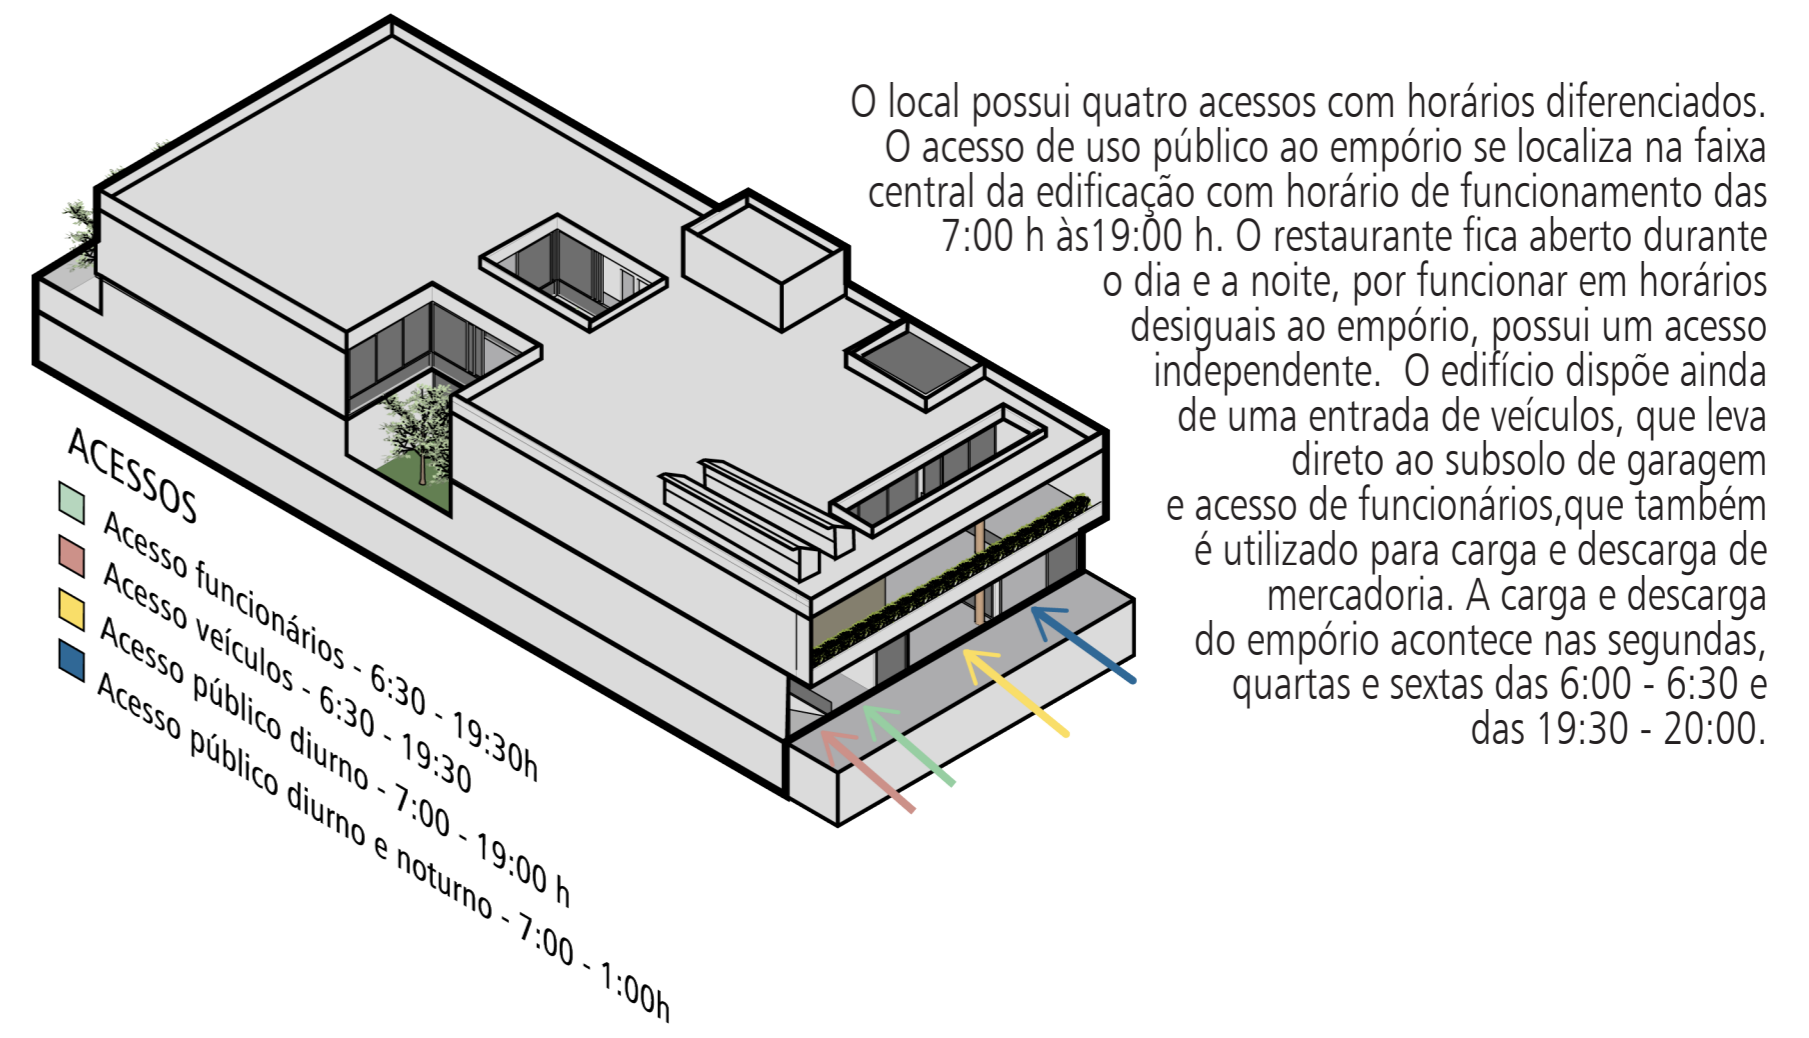 O local possui quatro acessos com horários diferenciados.
O acesso de uso público ao empório se localiza na faixa
central da edificação com horário de funcionamento das
7:00 h às19:00 h. O restaurante fica aberto durante
o dia e a noite, por funcionar em horários
desiguais ao empório, possui um acesso
independente.  O edifício dispõe ainda
de uma entrada de veículos, que leva
direto ao subsolo de garagem
e acesso de funcionários,que também
é utilizado para carga e descarga de
mercadoria. A carga e descarga
do empório acontece nas segundas,
quartas e sextas das 6:00 - 6:30 e
das 19:30 - 20:00.
ACESSOS
Acesso funcionários - 6:30 - 19:30h
Acesso veículos - 6:30 - 19:30
Acesso público diurno - 7:00 - 19:00 h
Acesso público diurno e noturno - 7:00 - 1:00h